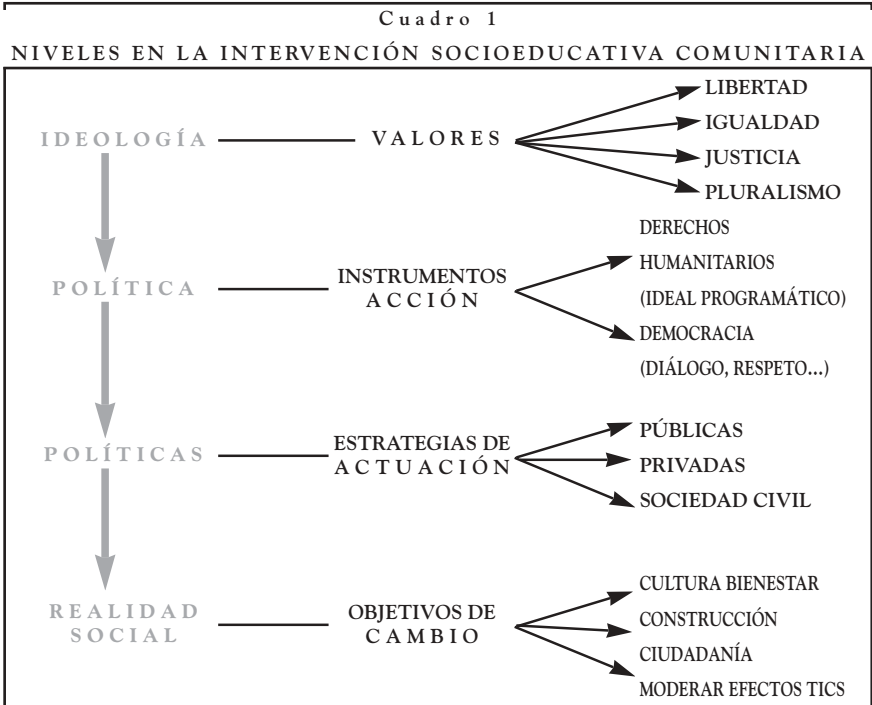 Cuadro 1
NIVELES EN LA INTERVENCIÓN SOCIOEDUCATIVA COMUNITARIA
IDEOLOGÍA
VALORES
LIBERTAD
IGUALDAD
JUSTICIA
PLURALISMO
POLÍTICA
INSTRUMENTOS
ACCIÓN
DERECHOS
HUMANITARIOS
(IDEAL PROGRAMÁTICO)
DEMOCRACIA
(DIÁLOGO, RESPETO...)
POLÍTICAS
ESTRATEGIAS DE
ACTUACIÓN
PÚBLICAS
PRIVADAS
SOCIEDAD CIVIL
REALIDAD
SOCIAL
OBJETIVOS DE
CAMBIO
CULTURA BIENESTAR
CONSTRUCCIÓN
CIUDADANÍA
MODERAR EFECTOS TICS